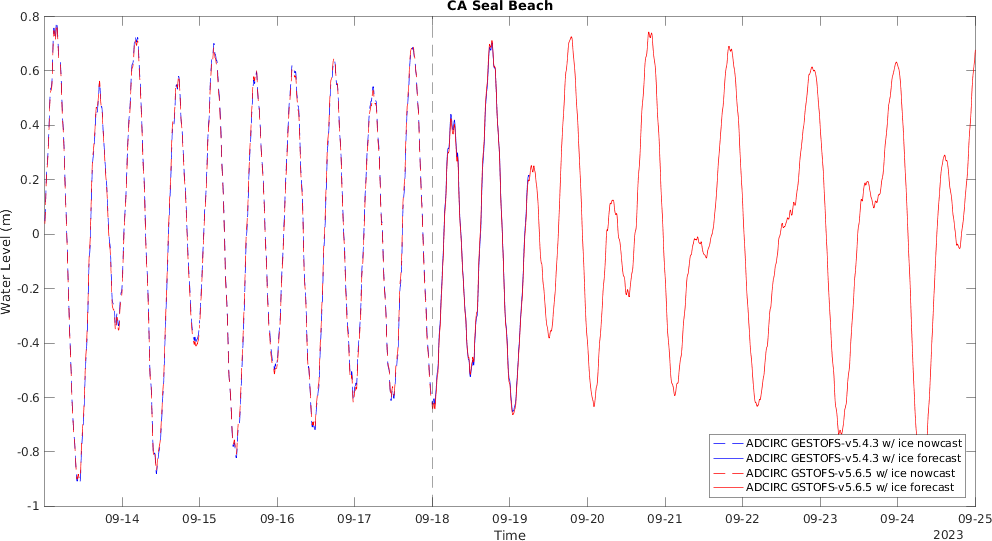 CA Seal Beach
0.8
0.6
0.4
0.2
0
-0.2
-0.4
-0.6
-0.8
-1
Water Level (m)
09-14 09-15 09-16 09-17 09-18 09-19 09-20 09-21 09-22 09-23 09-24 09-25
Time
2023
ADCIRC GESTOFS-v5.4.3 w/ ice nowcast
ADCIRC GESTOFS-v5.4.3 w/ ice forecast
ADCIRC GSTOFS-v5.6.5 w/ ice nowcast
ADCIRC GSTOFS-v5.6.5 w/ ice forecast